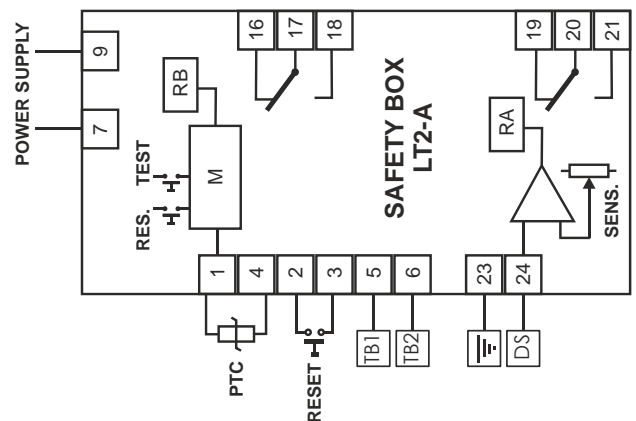 POWER SUPPLY
9
7
16
17
18
19
20
21
RB
TEST
RES.
M
SAFETY BOX
LT2-A
RA
SENS.
1
4
2
3
5
6
23
24
PTC
RESET
TB1
TB2
DS